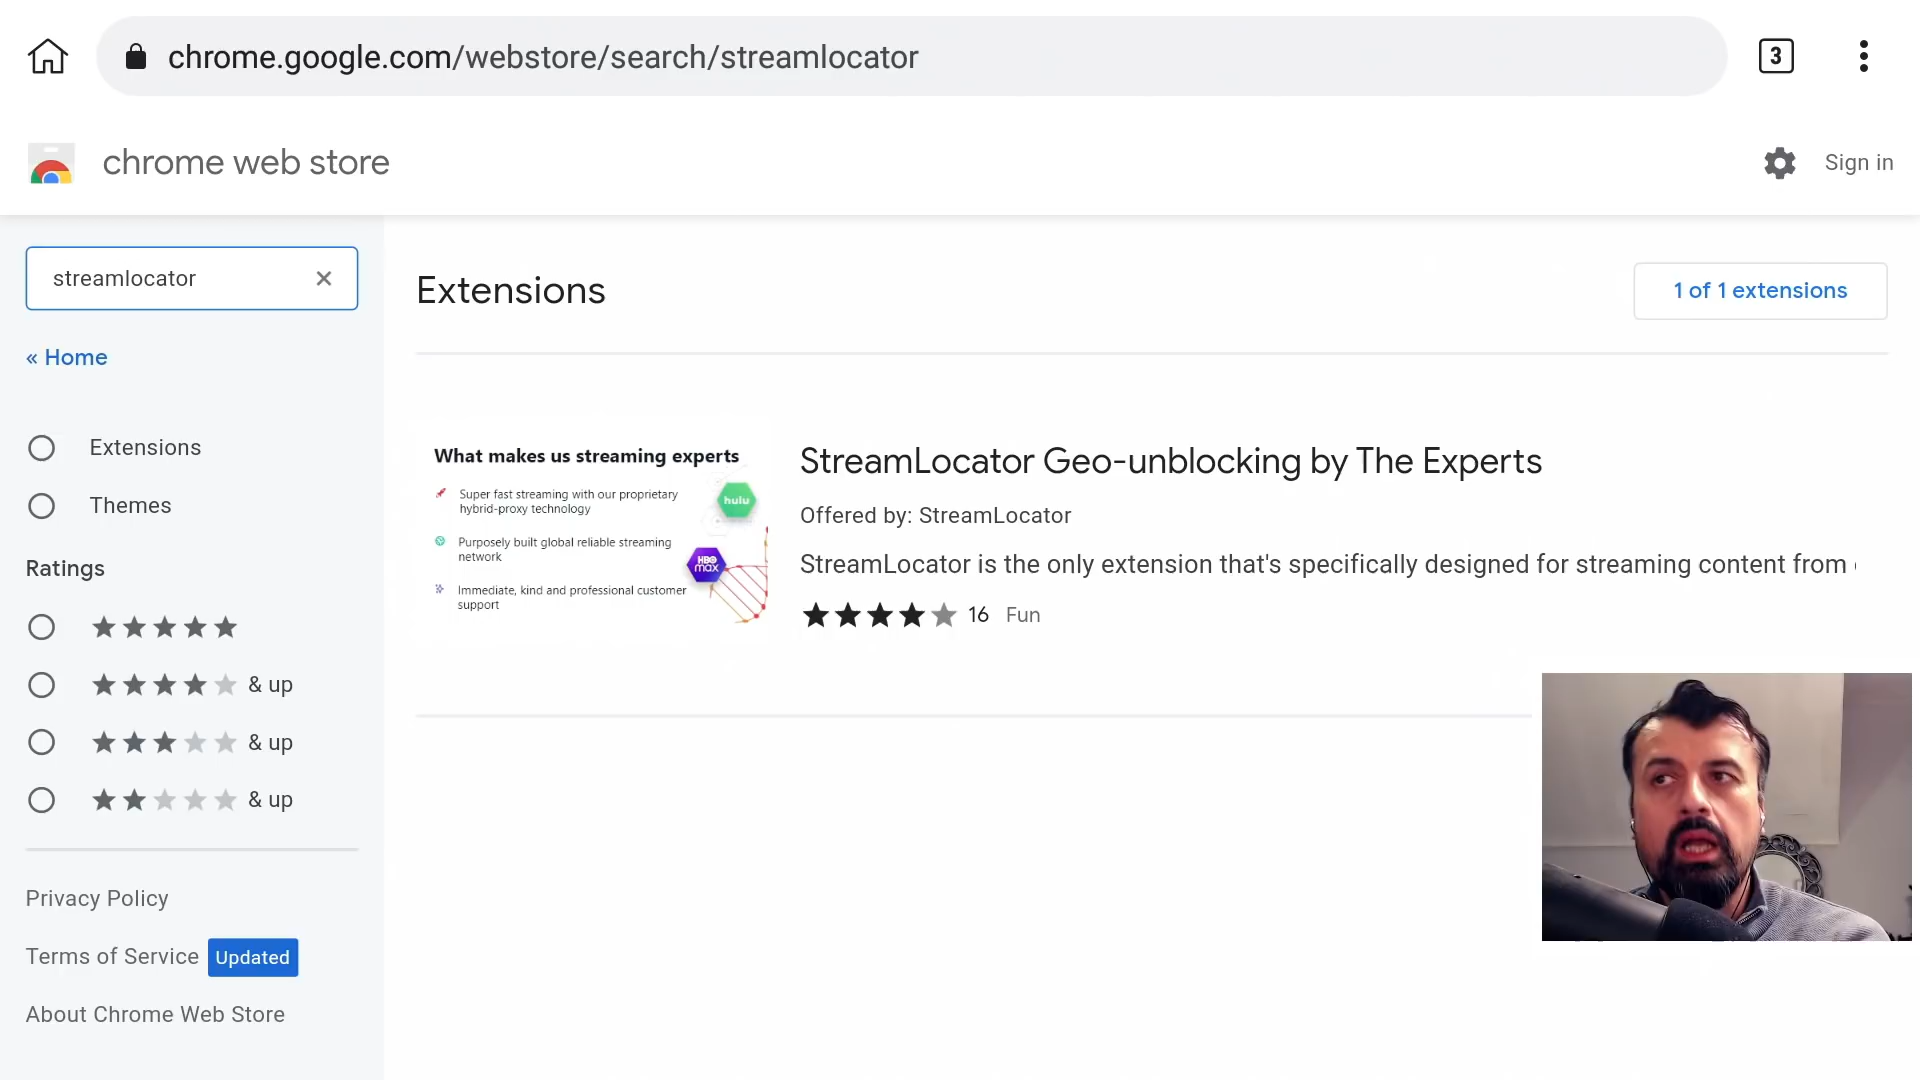 chrome.google.com/webstore/search/streamlocator
3
chrome web store
Sign in
streamlocator
« Home
Extensions
Themes
Ratings
& up
& up
& up
Privacy Policy
Terms of Service Updated
About Chrome Web Store
Extensions
1 of 1 extensions
What makes us streaming experts
Super fast streaming with our proprietary
hybrid-proxy technology
Purposely built global reliable streaming
network
Immediate, kind and professional customer
support
hulu
HBO
max
StreamLocator Geo-unblocking by The Experts
Offered by: StreamLocator
StreamLocator is the only extension that's specifically designed for streaming content from
16 Fun